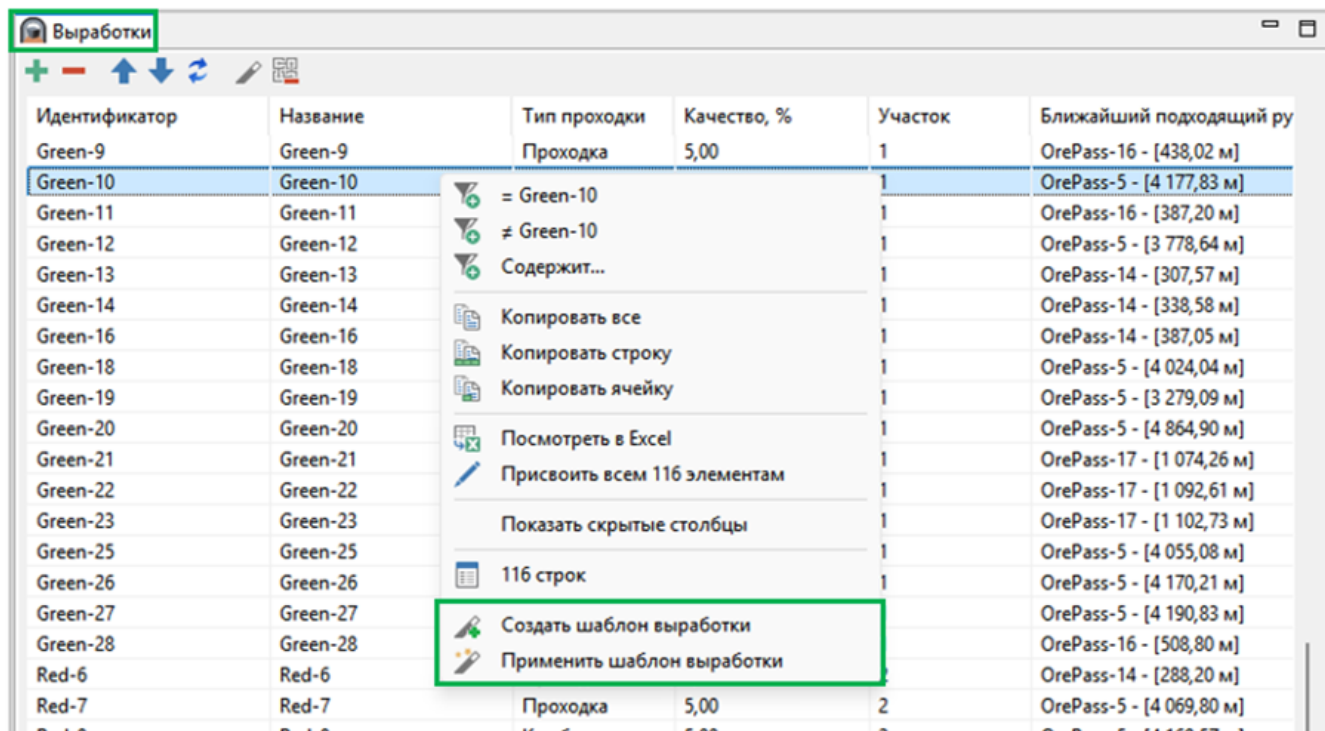 Выработки
Идентификатор Название Тип проходки Качество, % Участок Ближайший подходящий ру
Green-9 Green-9 Проходка 5,00 1 OrePass-16 - [438,02 м]
Green-10 Green-10 1 OrePass-5 - [4 177,83 м]
Green-11 Green-11 1 OrePass-16 - [387,20 м]
Green-12 Green-12 1 OrePass-5 - [3 778,64 м]
Green-13 Green-13 1 OrePass-14 - [307,57 м]
Green-14 Green-14 1 OrePass-14 - [338,58 м]
Green-16 Green-16 1 OrePass-14 - [387,05 м]
Green-18 Green-18 1 OrePass-5 - [4 024,04 м]
Green-19 Green-19 1 OrePass-5 - [3 279,09 м]
Green-20 Green-20 1 OrePass-5 - [4 864,90 м]
Green-21 Green-21 1 OrePass-17 - [1 074,26 м]
Green-22 Green-22 1 OrePass-17 - [1 092,61 м]
Green-23 Green-23 1 OrePass-17 - [1 102,73 м]
Green-25 Green-25 1 OrePass-5 - [4 055,08 м]
Green-26 Green-26 1 OrePass-5 - [4 170,21 м]
Green-27 Green-27 OrePass-5 - [4 190,83 м]
Green-28 Green-28 OrePass-16 - [508,80 м]
Red-6 Red-6 2 OrePass-14 - [288,20 м]
Red-7 Red-7 Проходка 5,00 2 OrePass-5 - [4 069,80 м]
= Green-10
≠ Green-10
Содержит...
Копировать все
Копировать строку
Копировать ячейку
Посмотреть в Excel
Присвоить всем 116 элементам
Показать скрытые столбцы
116 строк
Создать шаблон выработки
Применить шаблон выработки